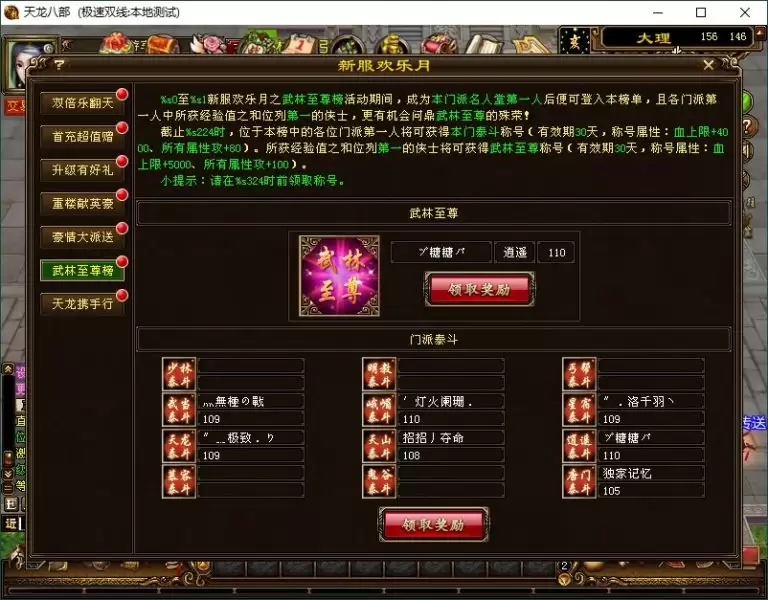 天龙八部 (极速双线:本地测试)
大理 156 146
新服欢乐月
双倍乐翻天
首充超值赠
升级有好礼
重楼献英豪
豪情大派送
武林至尊榜
天龙携手行
%s0至%s1新服欢乐月之武林至尊榜活动期间，成为本门派名人堂第一人后便可登入本榜单，且各门派第
一人中所获经验值之和位列第一的侠士，更有机会问鼎武林至尊的殊荣！
截止%s224时，位于本榜中的各位门派第一人将可获得本门泰斗称号（有效期30天，称号属性：血上限+40
00、所有属性攻+80）。所获经验值之和位列第一的侠士将可获得武林至尊称号（有效期30天，称号属性：血
上限+5000、所有属性攻+100）。
小提示：请在%s324时前领取称号。
武林至尊
武林
至尊
ヅ糖糖パ 逍遥 110
领取奖励
门派泰斗
少林泰斗
明教泰斗
丐帮泰斗
武当泰斗 灬無極の戰 109
峨嵋泰斗 ′灯火阑珊． 110
星宿泰斗 〃．洛千羽丶 109
天龙泰斗 〃﹎极致．り 109
天山泰斗 招招丿夺命 108
逍遥泰斗 ヅ糖糖パ 110
慕容泰斗
鬼谷泰斗
唐门泰斗 独家记忆 105
领取奖励
传送
近
2